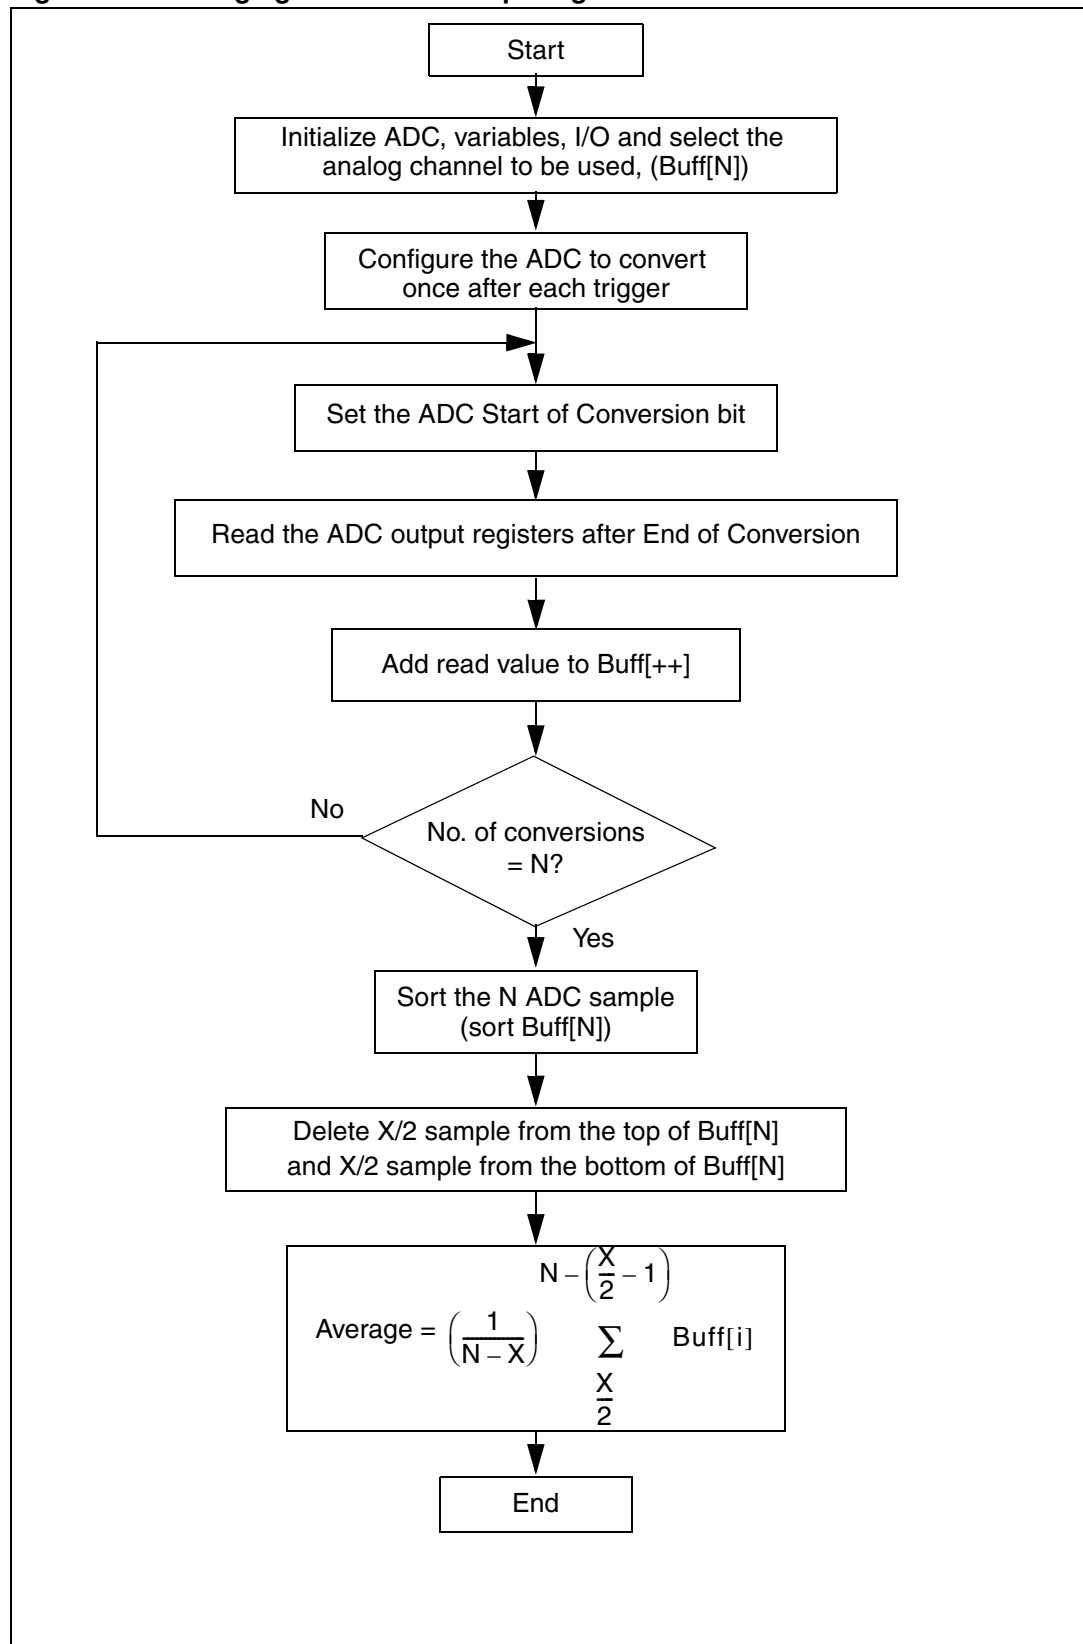 Start
Initialize ADC, variables, I/O and select the
analog channel to be used, (Buff[N])
Configure the ADC to convert
once after each trigger
Set the ADC Start of Conversion bit
Read the ADC output registers after End of Conversion
Add read value to Buff[++]
No
No. of conversions
= N?
Yes
Sort the N ADC sample
(sort Buff[N])
Delete X/2 sample from the top of Buff[N]
and X/2 sample from the bottom of Buff[N]
N – (X/2 – 1)
Average = (1/(N – X)) ∑ Buff[i]
X/2
End